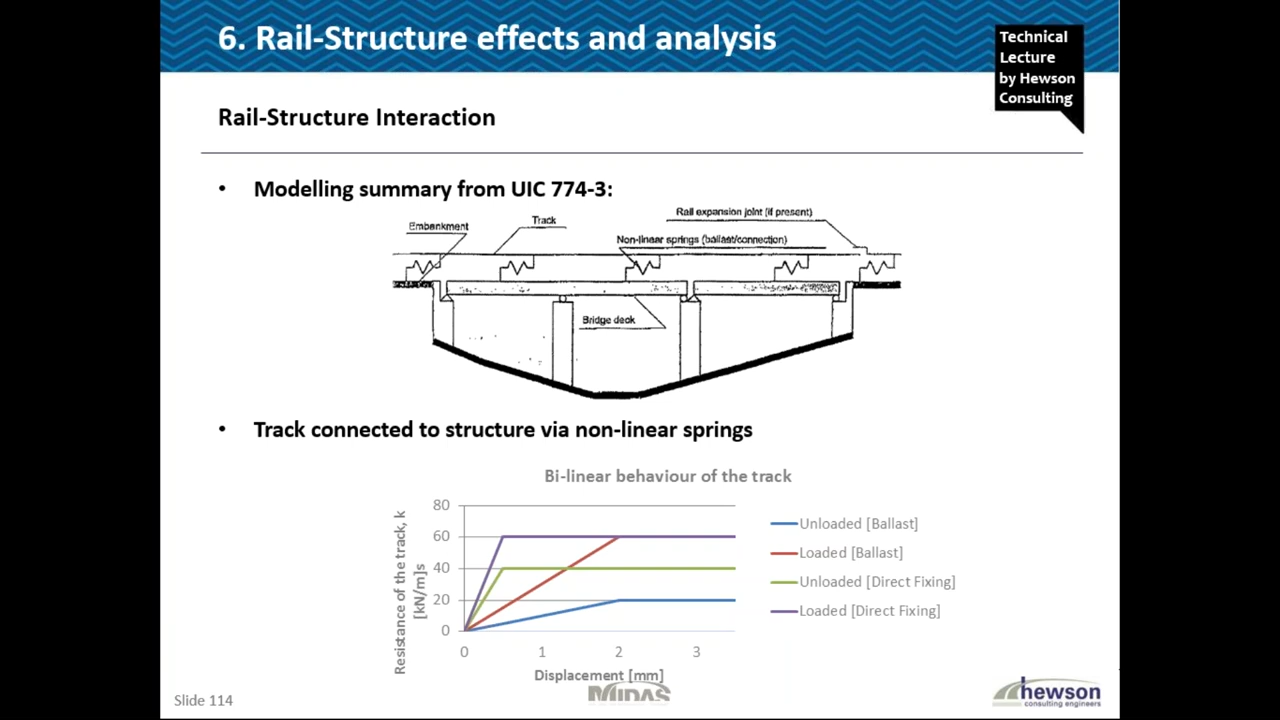 6. Rail-Structure effects and analysis
Technical
Lecture
by Hewson
Consulting
Rail-Structure Interaction
• Modelling summary from UIC 774-3:
Rail expansion joint (if present)
Embankment
Track
Non-linear springs (ballast/connection)
Bridge deck
• Track connected to structure via non-linear springs
Bi-linear behaviour of the track
Resistance of the track, k
[kN/m]s
80
60
40
20
0
0 1 2 3
Displacement [mm]
Unloaded [Ballast]
Loaded [Ballast]
Unloaded [Direct Fixing]
Loaded [Direct Fixing]
Slide 114
MIDAS
hewson
consulting engineers